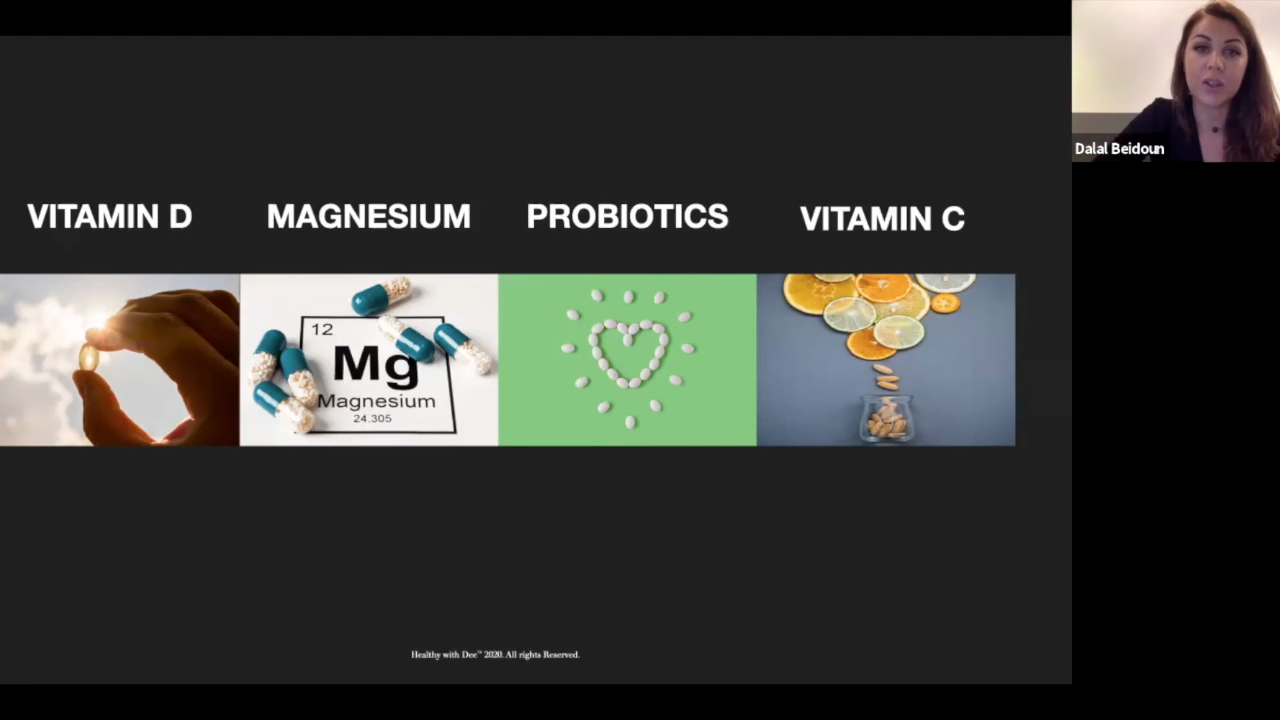 Dalal Beidoun
VITAMIN D
MAGNESIUM
PROBIOTICS
VITAMIN C
12
Mg
Magnesium
24.305
Healthy with Dee™ 2020. All rights Reserved.